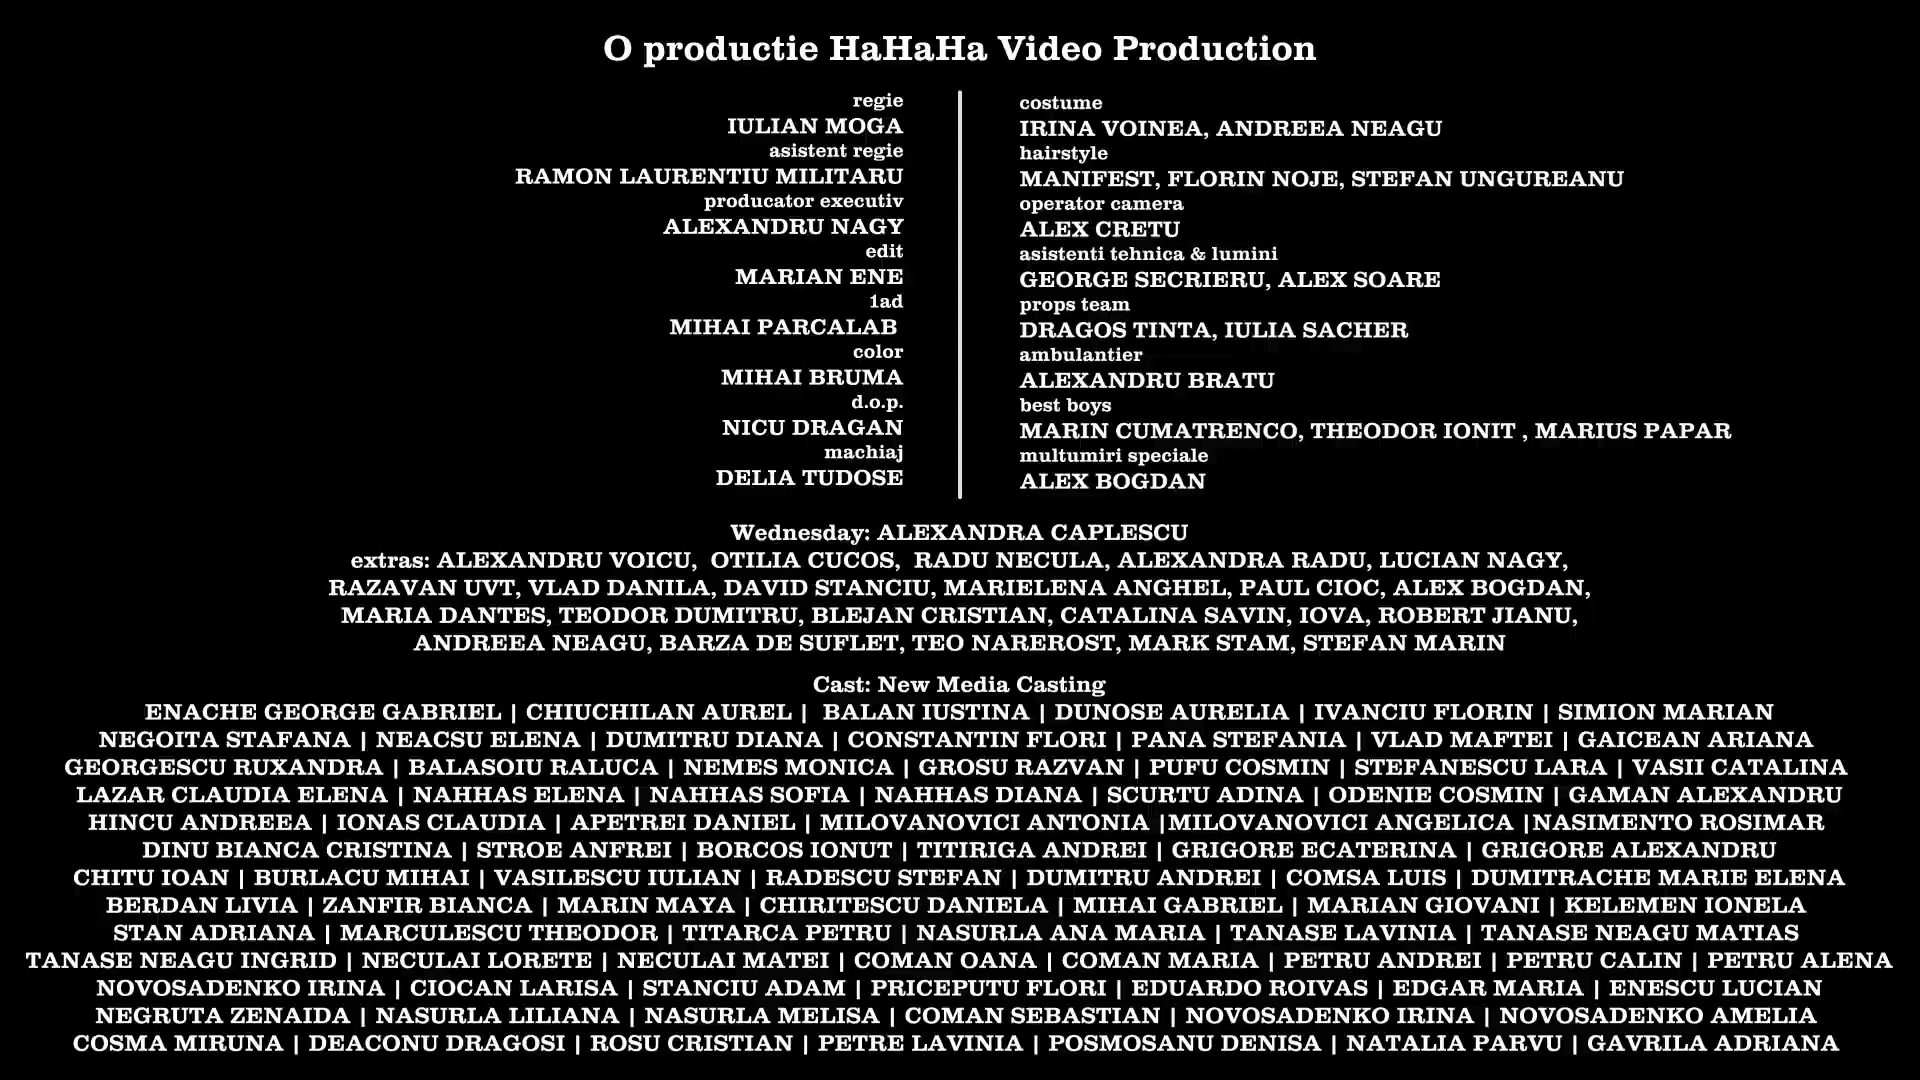 O productie HaHaHa Video Production
regie
IULIAN MOGA
asistent regie
RAMON LAURENTIU MILITARU
producator executiv
ALEXANDRU NAGY
edit
MARIAN ENE
1ad
MIHAI PARCALAB
color
MIHAI BRUMA
d.o.p.
NICU DRAGAN
machiaj
DELIA TUDOSE
costume
IRINA VOINEA, ANDREEA NEAGU
hairstyle
MANIFEST, FLORIN NOJE, STEFAN UNGUREANU
operator camera
ALEX CRETU
asistenti tehnica & lumini
GEORGE SECRIERU, ALEX SOARE
props team
DRAGOS TINTA, IULIA SACHER
ambulantier
ALEXANDRU BRATU
best boys
MARIN CUMATRENCO, THEODOR IONIT , MARIUS PAPAR
multumiri speciale
ALEX BOGDAN
Wednesday: ALEXANDRA CAPLESCU
extras: ALEXANDRU VOICU, OTILIA CUCOS, RADU NECULA, ALEXANDRA RADU, LUCIAN NAGY,
RAZAVAN UVT, VLAD DANILA, DAVID STANCIU, MARIELENA ANGHEL, PAUL CIOC, ALEX BOGDAN,
MARIA DANTES, TEODOR DUMITRU, BLEJAN CRISTIAN, CATALINA SAVIN, IOVA, ROBERT JIANU,
ANDREEA NEAGU, BARZA DE SUFLET, TEO NAREROST, MARK STAM, STEFAN MARIN
Cast: New Media Casting
ENACHE GEORGE GABRIEL | CHIUCHILAN AUREL | BALAN IUSTINA | DUNOSE AURELIA | IVANCIU FLORIN | SIMION MARIAN
NEGOITA STAFANA | NEACSU ELENA | DUMITRU DIANA | CONSTANTIN FLORI | PANA STEFANIA | VLAD MAFTEI | GAICEAN ARIANA
GEORGESCU RUXANDRA | BALASOIU RALUCA | NEMES MONICA | GROSU RAZVAN | PUFU COSMIN | STEFANESCU LARA | VASII CATALINA
LAZAR CLAUDIA ELENA | NAHHAS ELENA | NAHHAS SOFIA | NAHHAS DIANA | SCURTU ADINA | ODENIE COSMIN | GAMAN ALEXANDRU
HINCU ANDREEA | IONAS CLAUDIA | APETREI DANIEL | MILOVANOVICI ANTONIA |MILOVANOVICI ANGELICA |NASIMENTO ROSIMAR
DINU BIANCA CRISTINA | STROE ANFREI | BORCOS IONUT | TITIRIGA ANDREI | GRIGORE ECATERINA | GRIGORE ALEXANDRU
CHITU IOAN | BURLACU MIHAI | VASILESCU IULIAN | RADESCU STEFAN | DUMITRU ANDREI | COMSA LUIS | DUMITRACHE MARIE ELENA
BERDAN LIVIA | ZANFIR BIANCA | MARIN MAYA | CHIRITESCU DANIELA | MIHAI GABRIEL | MARIAN GIOVANI | KELEMEN IONELA
STAN ADRIANA | MARCULESCU THEODOR | TITARCA PETRU | NASURLA ANA MARIA | TANASE LAVINIA | TANASE NEAGU MATIAS
TANASE NEAGU INGRID | NECULAI LORETE | NECULAI MATEI | COMAN OANA | COMAN MARIA | PETRU ANDREI | PETRU CALIN | PETRU ALENA
NOVOSADENKO IRINA | CIOCAN LARISA | STANCIU ADAM | PRICEPUTU FLORI | EDUARDO ROIVAS | EDGAR MARIA | ENESCU LUCIAN
NEGRUTA ZENAIDA | NASURLA LILIANA | NASURLA MELISA | COMAN SEBASTIAN | NOVOSADENKO IRINA | NOVOSADENKO AMELIA
COSMA MIRUNA | DEACONU DRAGOSI | ROSU CRISTIAN | PETRE LAVINIA | POSMOSANU DENISA | NATALIA PARVU | GAVRILA ADRIANA